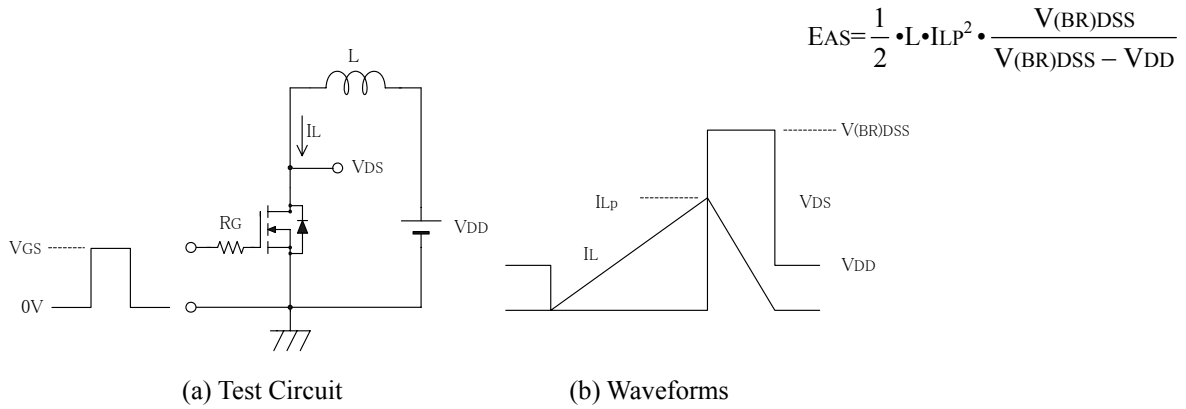 EAS= 1/2 •L•ILP² • V(BR)DSS / V(BR)DSS – VDD
L
IL
VDS
RG
VDD
VGS
0V
(a) Test Circuit
V(BR)DSS
ILp
VDS
IL
VDD
(b) Waveforms